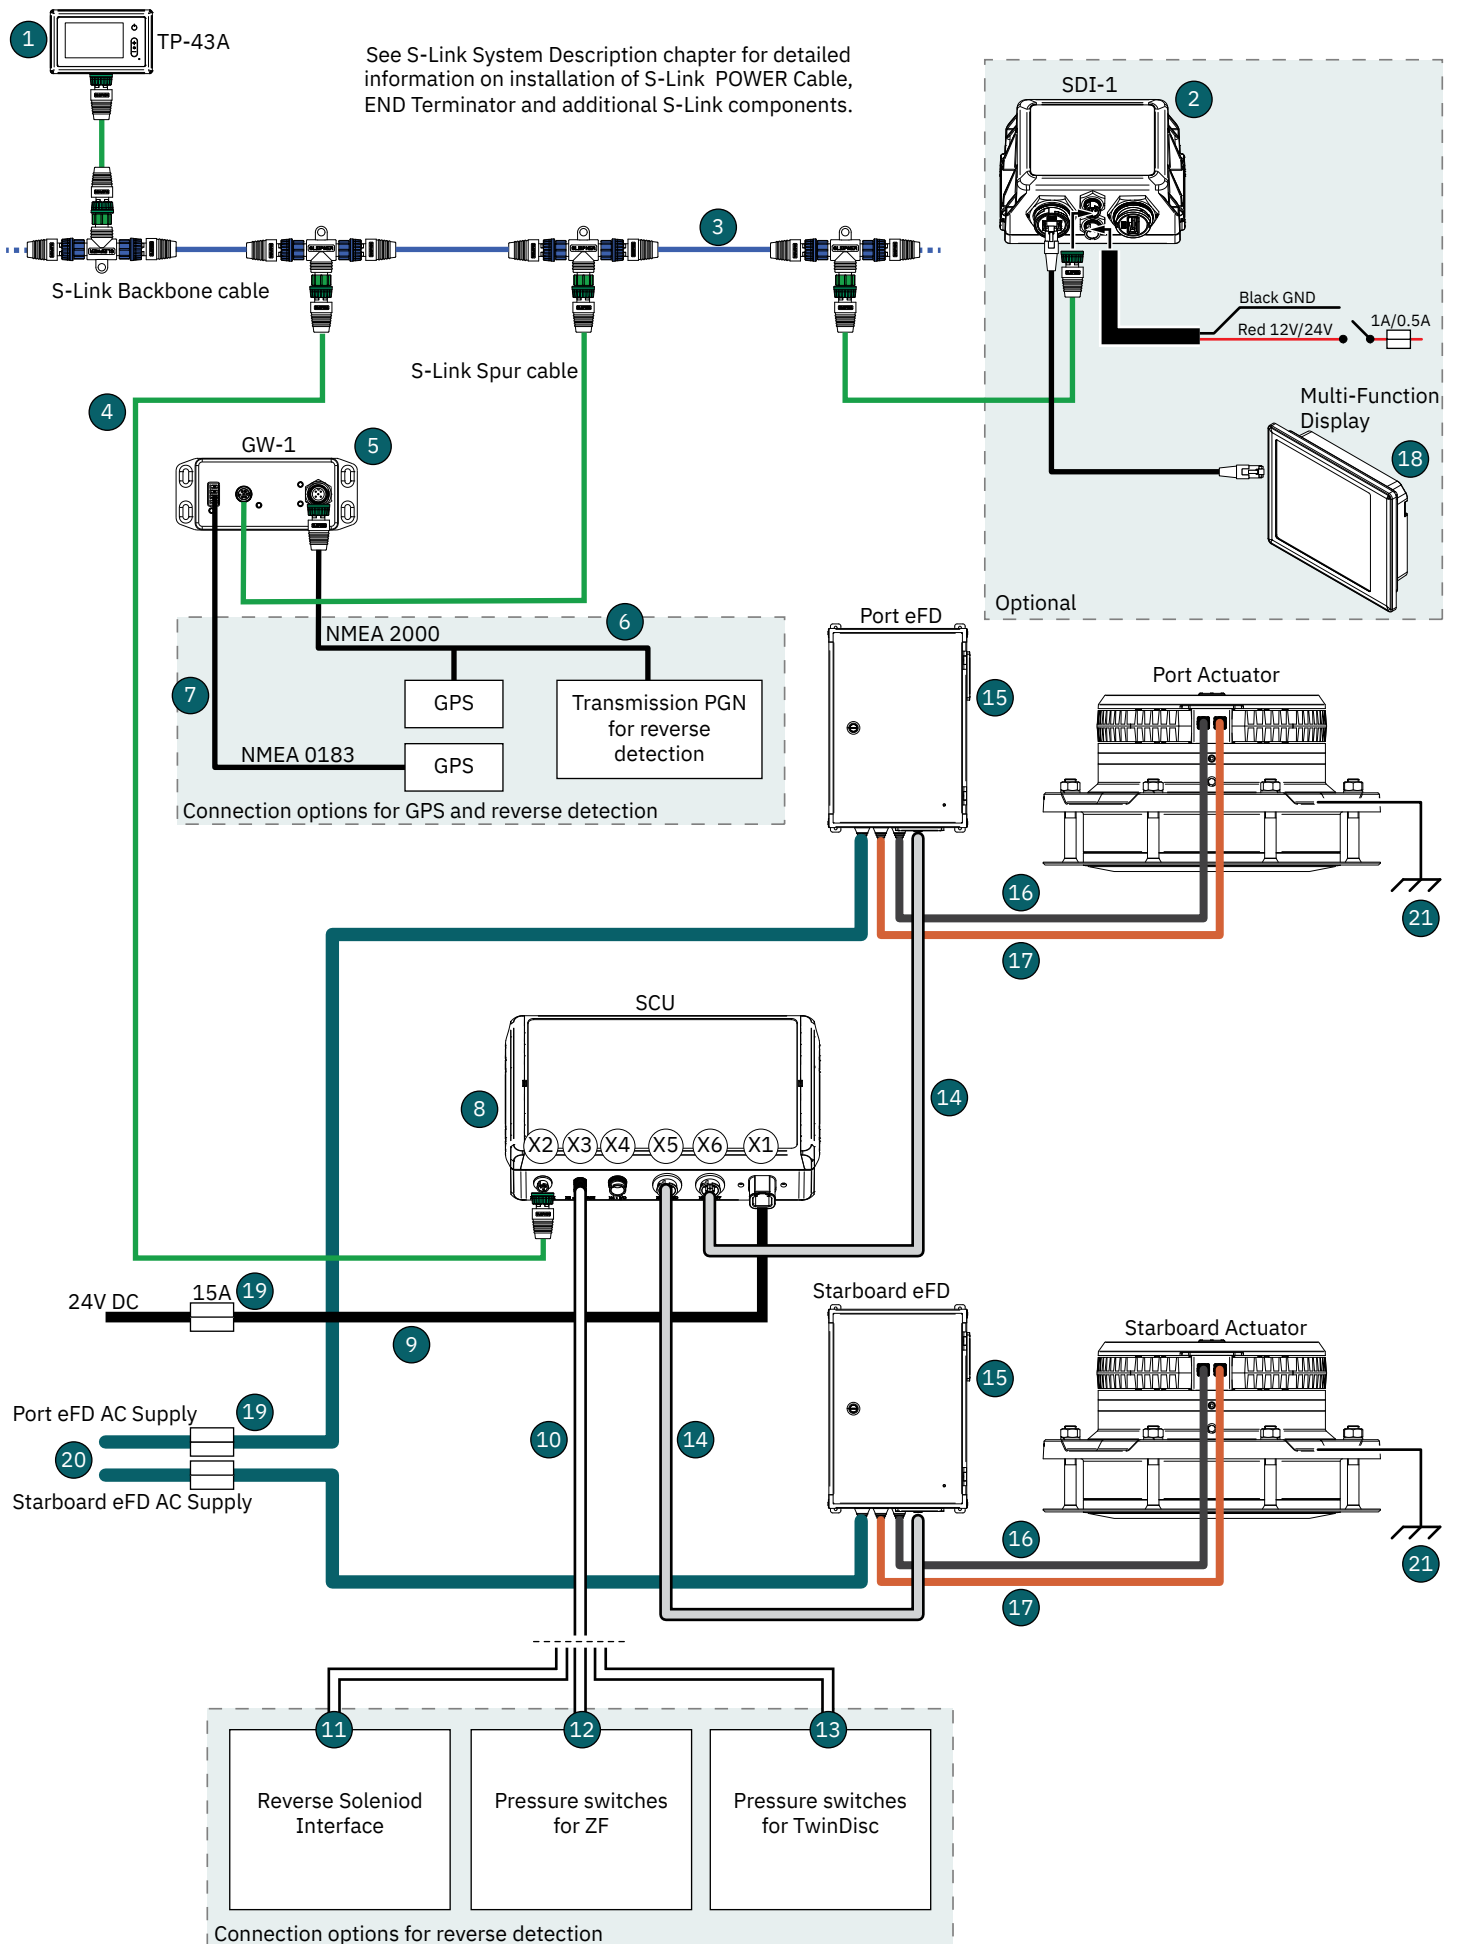 1
TP-43A
See S-Link System Description chapter for detailed
information on installation of S-Link POWER Cable,
END Terminator and additional S-Link components.
SDI-1
2
3
S-Link Backbone cable
Black GND
Red 12V/24V
1A/0.5A
S-Link Spur cable
4
Multi-Function
Display
18
GW-1
5
Optional
6
NMEA 2000
7
GPS
Transmission PGN
for reverse
detection
NMEA 0183
GPS
Connection options for GPS and reverse detection
Port eFD
15
Port Actuator
16
17
21
SCU
8
14
X2
X3
X4
X5
X6
X1
24V DC
15A
19
9
Starboard eFD
15
Starboard Actuator
Port eFD AC Supply
19
20
Starboard eFD AC Supply
10
14
16
17
21
11
12
13
Reverse Soleniod
Interface
Pressure switches
for ZF
Pressure switches
for TwinDisc
Connection options for reverse detection